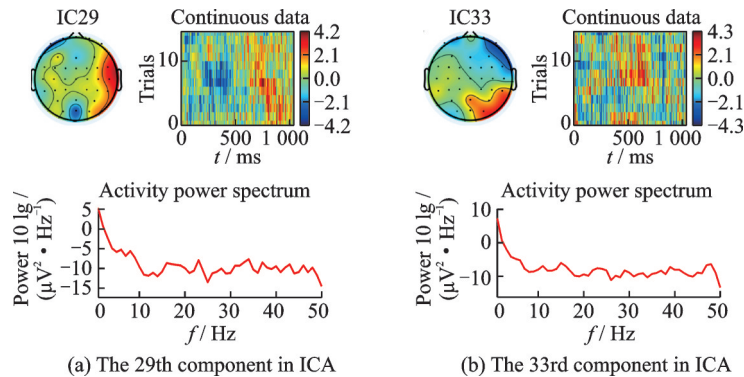 IC29
Continuous data
Trials
10
0
0
500
1 000
t / ms
4.2
2.1
0
−2.1
−4.2
Activity power spectrum
Power 10 lg /
(μV² • Hz⁻¹)
5
0
−5
−10
−15
0
10
20
30
40
50
f / Hz
(a) The 29th component in ICA
IC33
Continuous data
Trials
10
0
0
500
1 000
t / ms
4.3
2.1
0.0
−2.1
−4.3
Activity power spectrum
Power 10 lg /
(μV² • Hz⁻¹)
10
0
−10
0
10
20
30
40
50
f / Hz
(b) The 33rd component in ICA